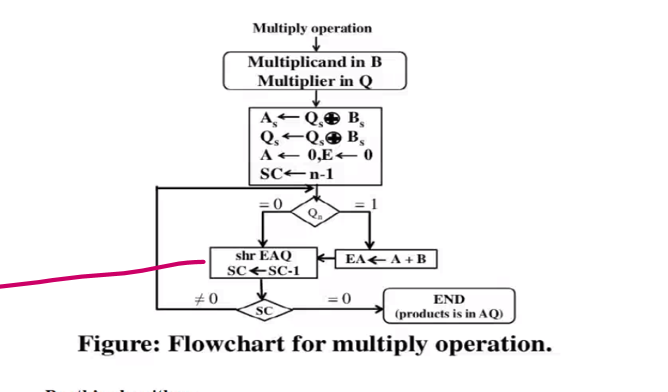 Multiply operation
Multiplicand in B
Multiplier in Q
Aₛ← Qₛ⊕ Bₛ
Qₛ ←Qₛ⊕ Bₛ
A ← 0,E ← 0
SC←n-1
= 0
Qₙ
= 1
shr EAQ
SC←SC-1
EA← A + B
≠ 0
SC
= 0
END
(products is in AQ)
Figure: Flowchart for multiply operation.